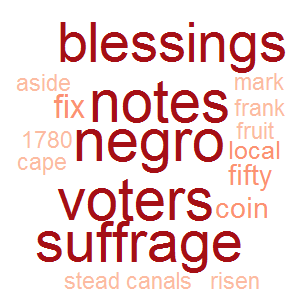 blessings
aside mark
fix notes frank
fruit
1780 negro local
cape fifty
voters coin
suffrage
stead canals risen